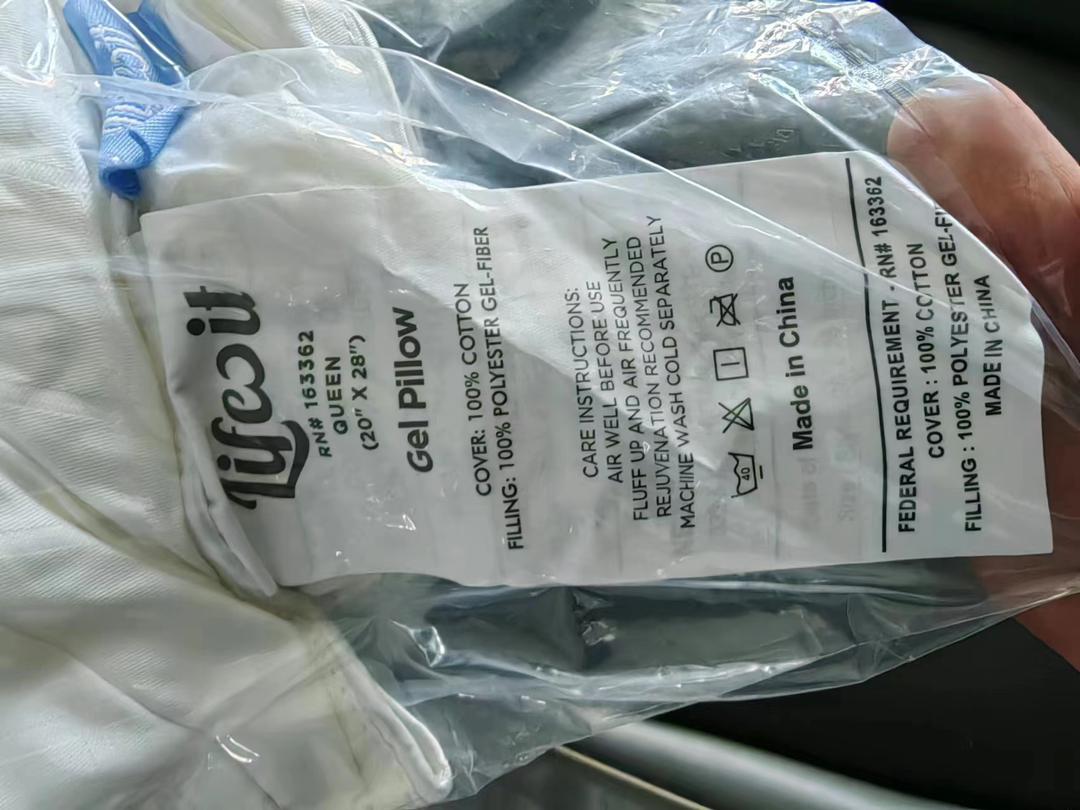 Lifewit
RN# 163362
QUEEN
(20" X 28")
Gel Pillow
COVER: 100% COTTON
FILLING: 100% POLYESTER GEL-FIBER
CARE INSTRUCTIONS:
AIR WELL BEFORE USE
FLUFF UP AND AIR FREQUENTLY
REJUVENATION RECOMMENDED
MACHINE WASH COLD SEPARATELY
40
P
Made in China
FEDERAL REQUIREMENT - RN# 163362
COVER : 100% COTTON
FILLING : 100% POLYESTER GEL-FI
MADE IN CHINA